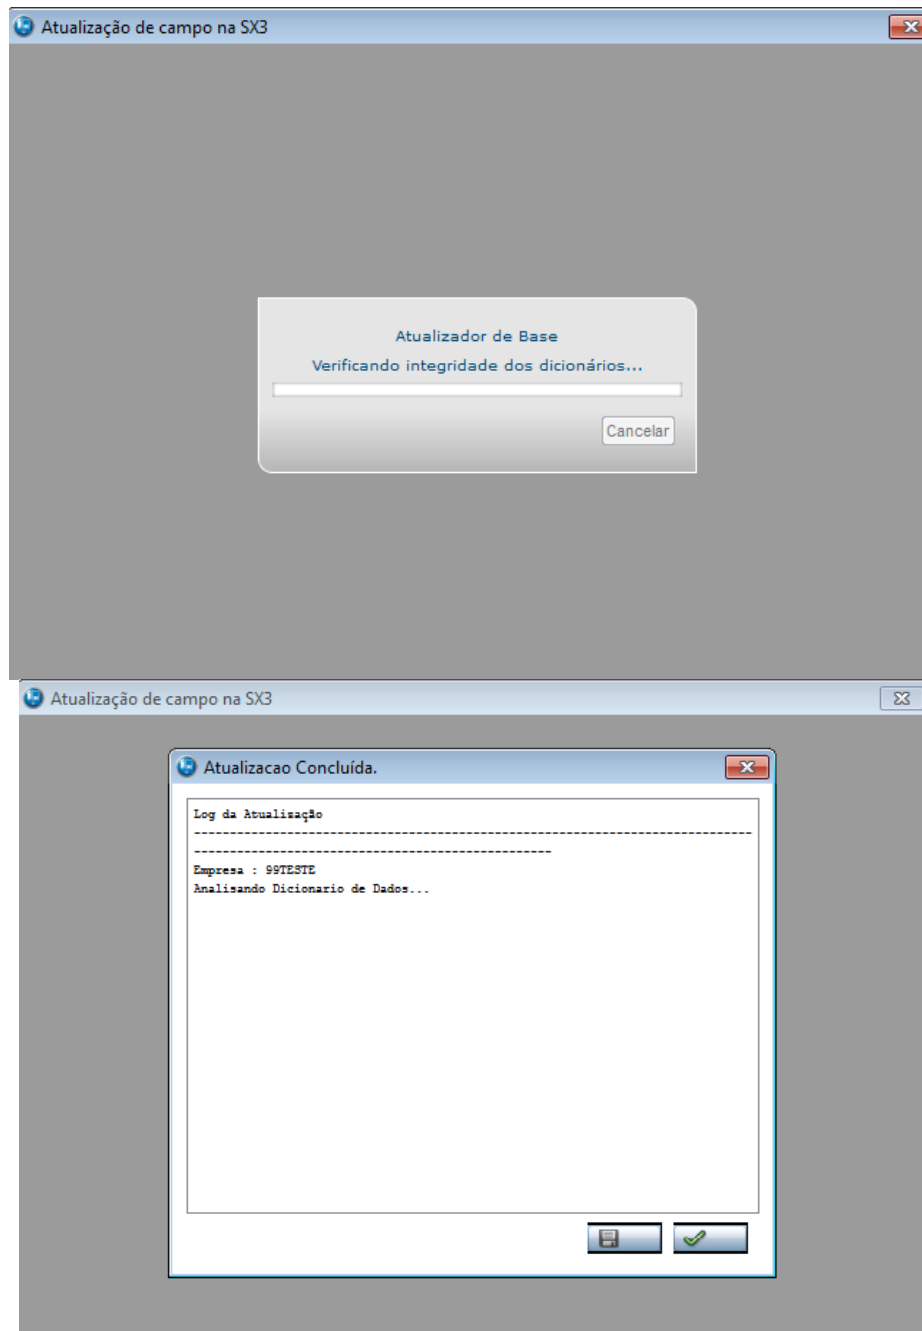 Atualização de campo na SX3
Atualizador de Base
Verificando integridade dos dicionários...
Cancelar
Atualização de campo na SX3
Atualizacao Concluída.
Log da Atualização
------------------------------------------------------------------------------
--------------------------------------------------
Empresa : 99TESTE
Analisando Dicionario de Dados...